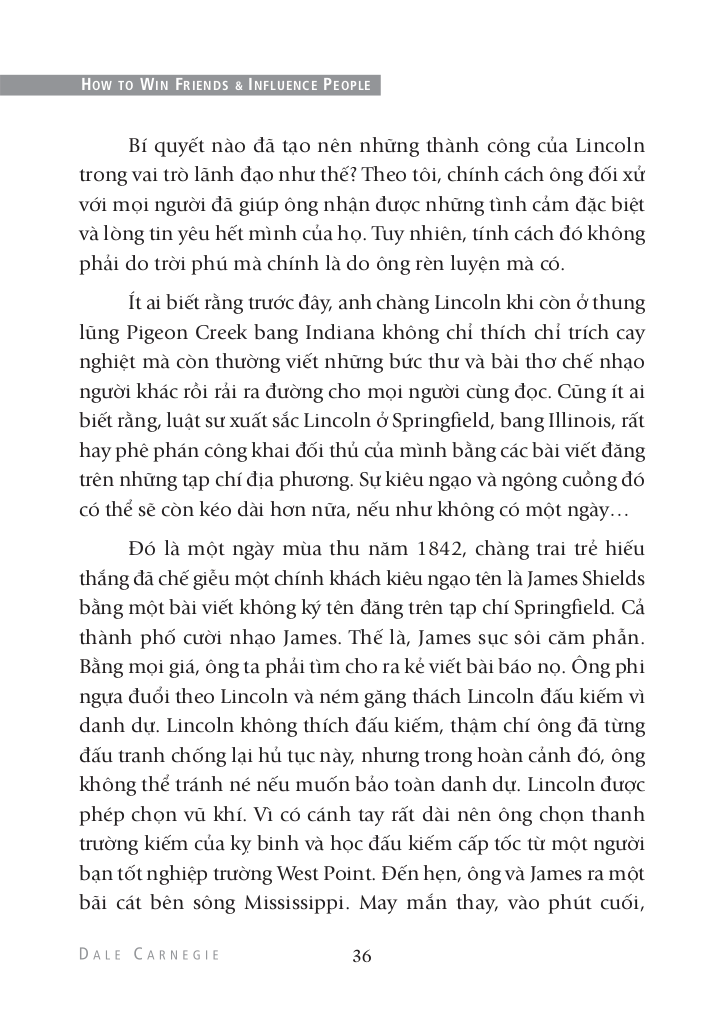 HOW TO WIN FRIENDS & INFLUENCE PEOPLE
Bí quyết nào đã tạo nên những thành công của Lincoln
trong vai trò lãnh đạo như thế? Theo tôi, chính cách ông đối xử
với mọi người đã giúp ông nhận được những tình cảm đặc biệt
và lòng tin yêu hết mình của họ. Tuy nhiên, tính cách đó không
phải do trời phú mà chính là do ông rèn luyện mà có.
Ít ai biết rằng trước đây, anh chàng Lincoln khi còn ở thung
lũng Pigeon Creek bang Indiana không chỉ thích chỉ trích cay
nghiệt mà còn thường viết những bức thư và bài thơ chế nhạo
người khác rồi rải ra đường cho mọi người cùng đọc. Cũng ít ai
biết rằng, luật sư xuất sắc Lincoln ở Springfield, bang Illinois, rất
hay phê phán công khai đối thủ của mình bằng các bài viết đăng
trên những tạp chí địa phương. Sự kiêu ngạo và ngông cuồng đó
có thể sẽ còn kéo dài hơn nữa, nếu như không có một ngày…
Đó là một ngày mùa thu năm 1842, chàng trai trẻ hiếu
thắng đã chế giễu một chính khách kiêu ngạo tên là James Shields
bằng một bài viết không ký tên đăng trên tạp chí Springfield. Cả
thành phố cười nhạo James. Thế là, James sục sôi căm phẫn.
Bằng mọi giá, ông ta phải tìm cho ra kẻ viết bài báo nọ. Ông phi
ngựa đuổi theo Lincoln và ném găng thách Lincoln đấu kiếm vì
danh dự. Lincoln không thích đấu kiếm, thậm chí ông đã từng
đấu tranh chống lại hủ tục này, nhưng trong hoàn cảnh đó, ông
không thể tránh né nếu muốn bảo toàn danh dự. Lincoln được
phép chọn vũ khí. Vì có cánh tay rất dài nên ông chọn thanh
trường kiếm của kỵ binh và học đấu kiếm cấp tốc từ một người
bạn tốt nghiệp trường West Point. Đến hẹn, ông và James ra một
bãi cát bên sông Mississippi. May mắn thay, vào phút cuối,
DALE CARNEGIE
36